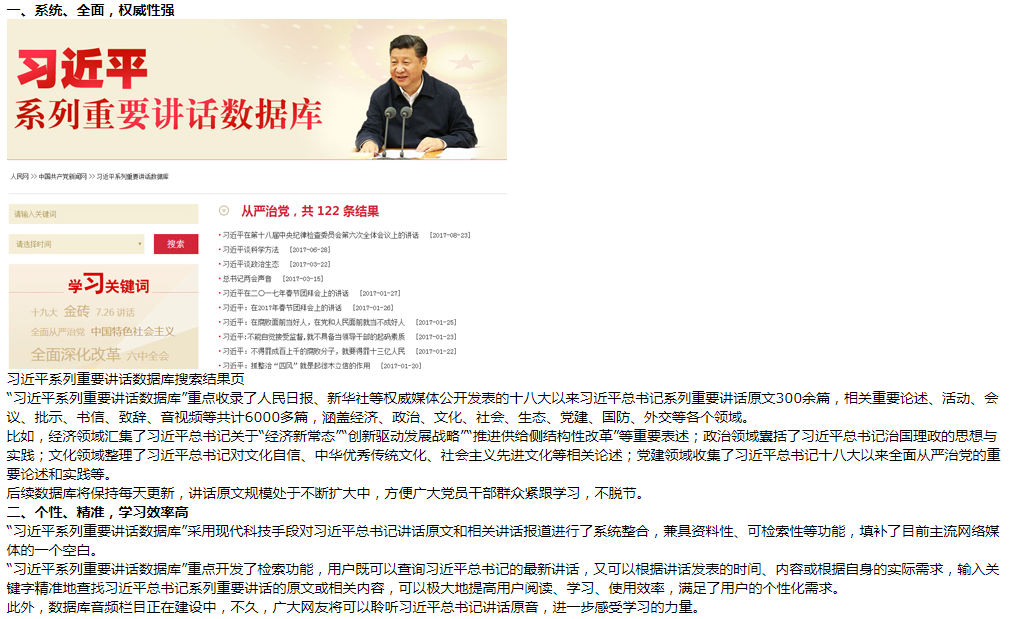 一、系统、全面，权威性强
习近平
系列重要讲话数据库
人民网 >> 中国共产党新闻网 >> 习近平系列重要讲话数据库
请输入关键词
请选择时间
搜索
学习关键词
十九大 金砖 7.26 讲话
全面从严治党 中国特色社会主义
全面深化改革 六中全会
从严治党，共 122 条结果
·习近平在第十八届中央纪律检查委员会第六次全体会议上的讲话 [2017-08-23]
·习近平谈科学方法 [2017-06-28]
·习近平谈政治生态 [2017-03-22]
·总书记两会声音 [2017-03-15]
·习近平在二〇一七年春节团拜会上的讲话 [2017-01-27]
·习近平：在2017年春节团拜会上的讲话 [2017-01-26]
·习近平：在腐败面前当好人，在党和人民面前就当不成好人 [2017-01-25]
·习近平:不能自觉接受监督,就不具备当领导干部的起码素质 [2017-01-23]
·习近平：不得罪成百上千的腐败分子，就要得罪十三亿人民 [2017-01-22]
·习近平：抓整治“四风”就是起徙木立信的作用 [2017-01-20]
习近平系列重要讲话数据库搜索结果页
“习近平系列重要讲话数据库”重点收录了人民日报、新华社等权威媒体公开发表的十八大以来习近平总书记系列重要讲话原文300余篇，相关重要论述、活动、会
议、批示、书信、致辞、音视频等共计6000多篇，涵盖经济、政治、文化、社会、生态、党建、国防、外交等各个领域。
比如，经济领域汇集了习近平总书记关于“经济新常态”“创新驱动发展战略”“推进供给侧结构性改革”等重要表述；政治领域囊括了习近平总书记治国理政的思想与
实践；文化领域整理了习近平总书记对文化自信、中华优秀传统文化、社会主义先进文化等相关论述；党建领域收集了习近平总书记十八大以来全面从严治党的重
要论述和实践等。
后续数据库将保持每天更新，讲话原文规模处于不断扩大中，方便广大党员干部群众紧跟学习，不脱节。
二、个性、精准，学习效率高
“习近平系列重要讲话数据库”采用现代科技手段对习近平总书记讲话原文和相关讲话报道进行了系统整合，兼具资料性、可检索性等功能，填补了目前主流网络媒
体的一个空白。
“习近平系列重要讲话数据库”重点开发了检索功能，用户既可以查询习近平总书记的最新讲话，又可以根据讲话发表的时间、内容或根据自身的实际需求，输入关
键字精准地查找习近平总书记系列重要讲话的原文或相关内容，可以极大地提高用户阅读、学习、使用效率，满足了用户的个性化需求。
此外，数据库音频栏目正在建设中，不久，广大网友将可以聆听习近平总书记讲话原音，进一步感受学习的力量。